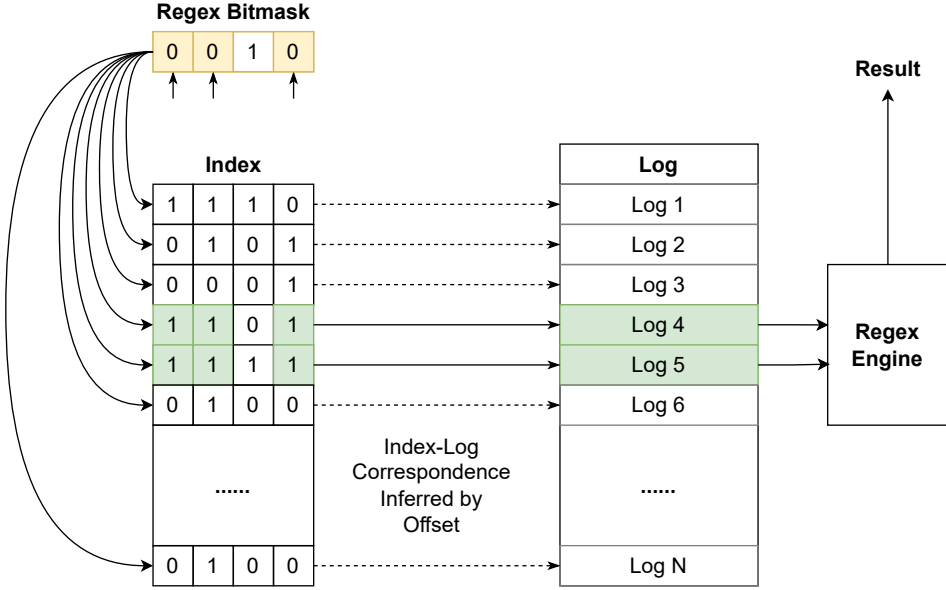 Regex Bitmask
0 0 1 0
Result
Index
Log
1 1 1 0
Log 1
0 1 0 1
Log 2
0 0 0 1
Log 3
1 1 0 1
Log 4
1 1 1 1
Log 5
0 1 0 0
Log 6
Regex
Engine
Index-Log
Correspondence
Inferred by
Offset
......
......
0 1 0 0
Log N